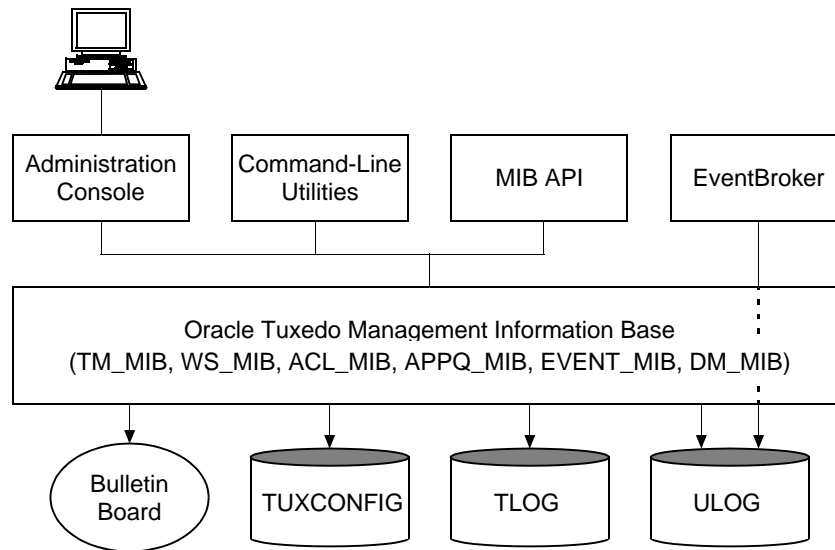 Administration
Console
Command-Line
Utilities
MIB API
EventBroker
Oracle Tuxedo Management Information Base
(TM_MIB, WS_MIB, ACL_MIB, APPQ_MIB, EVENT_MIB, DM_MIB)
Bulletin
Board
TUXCONFIG
TLOG
ULOG